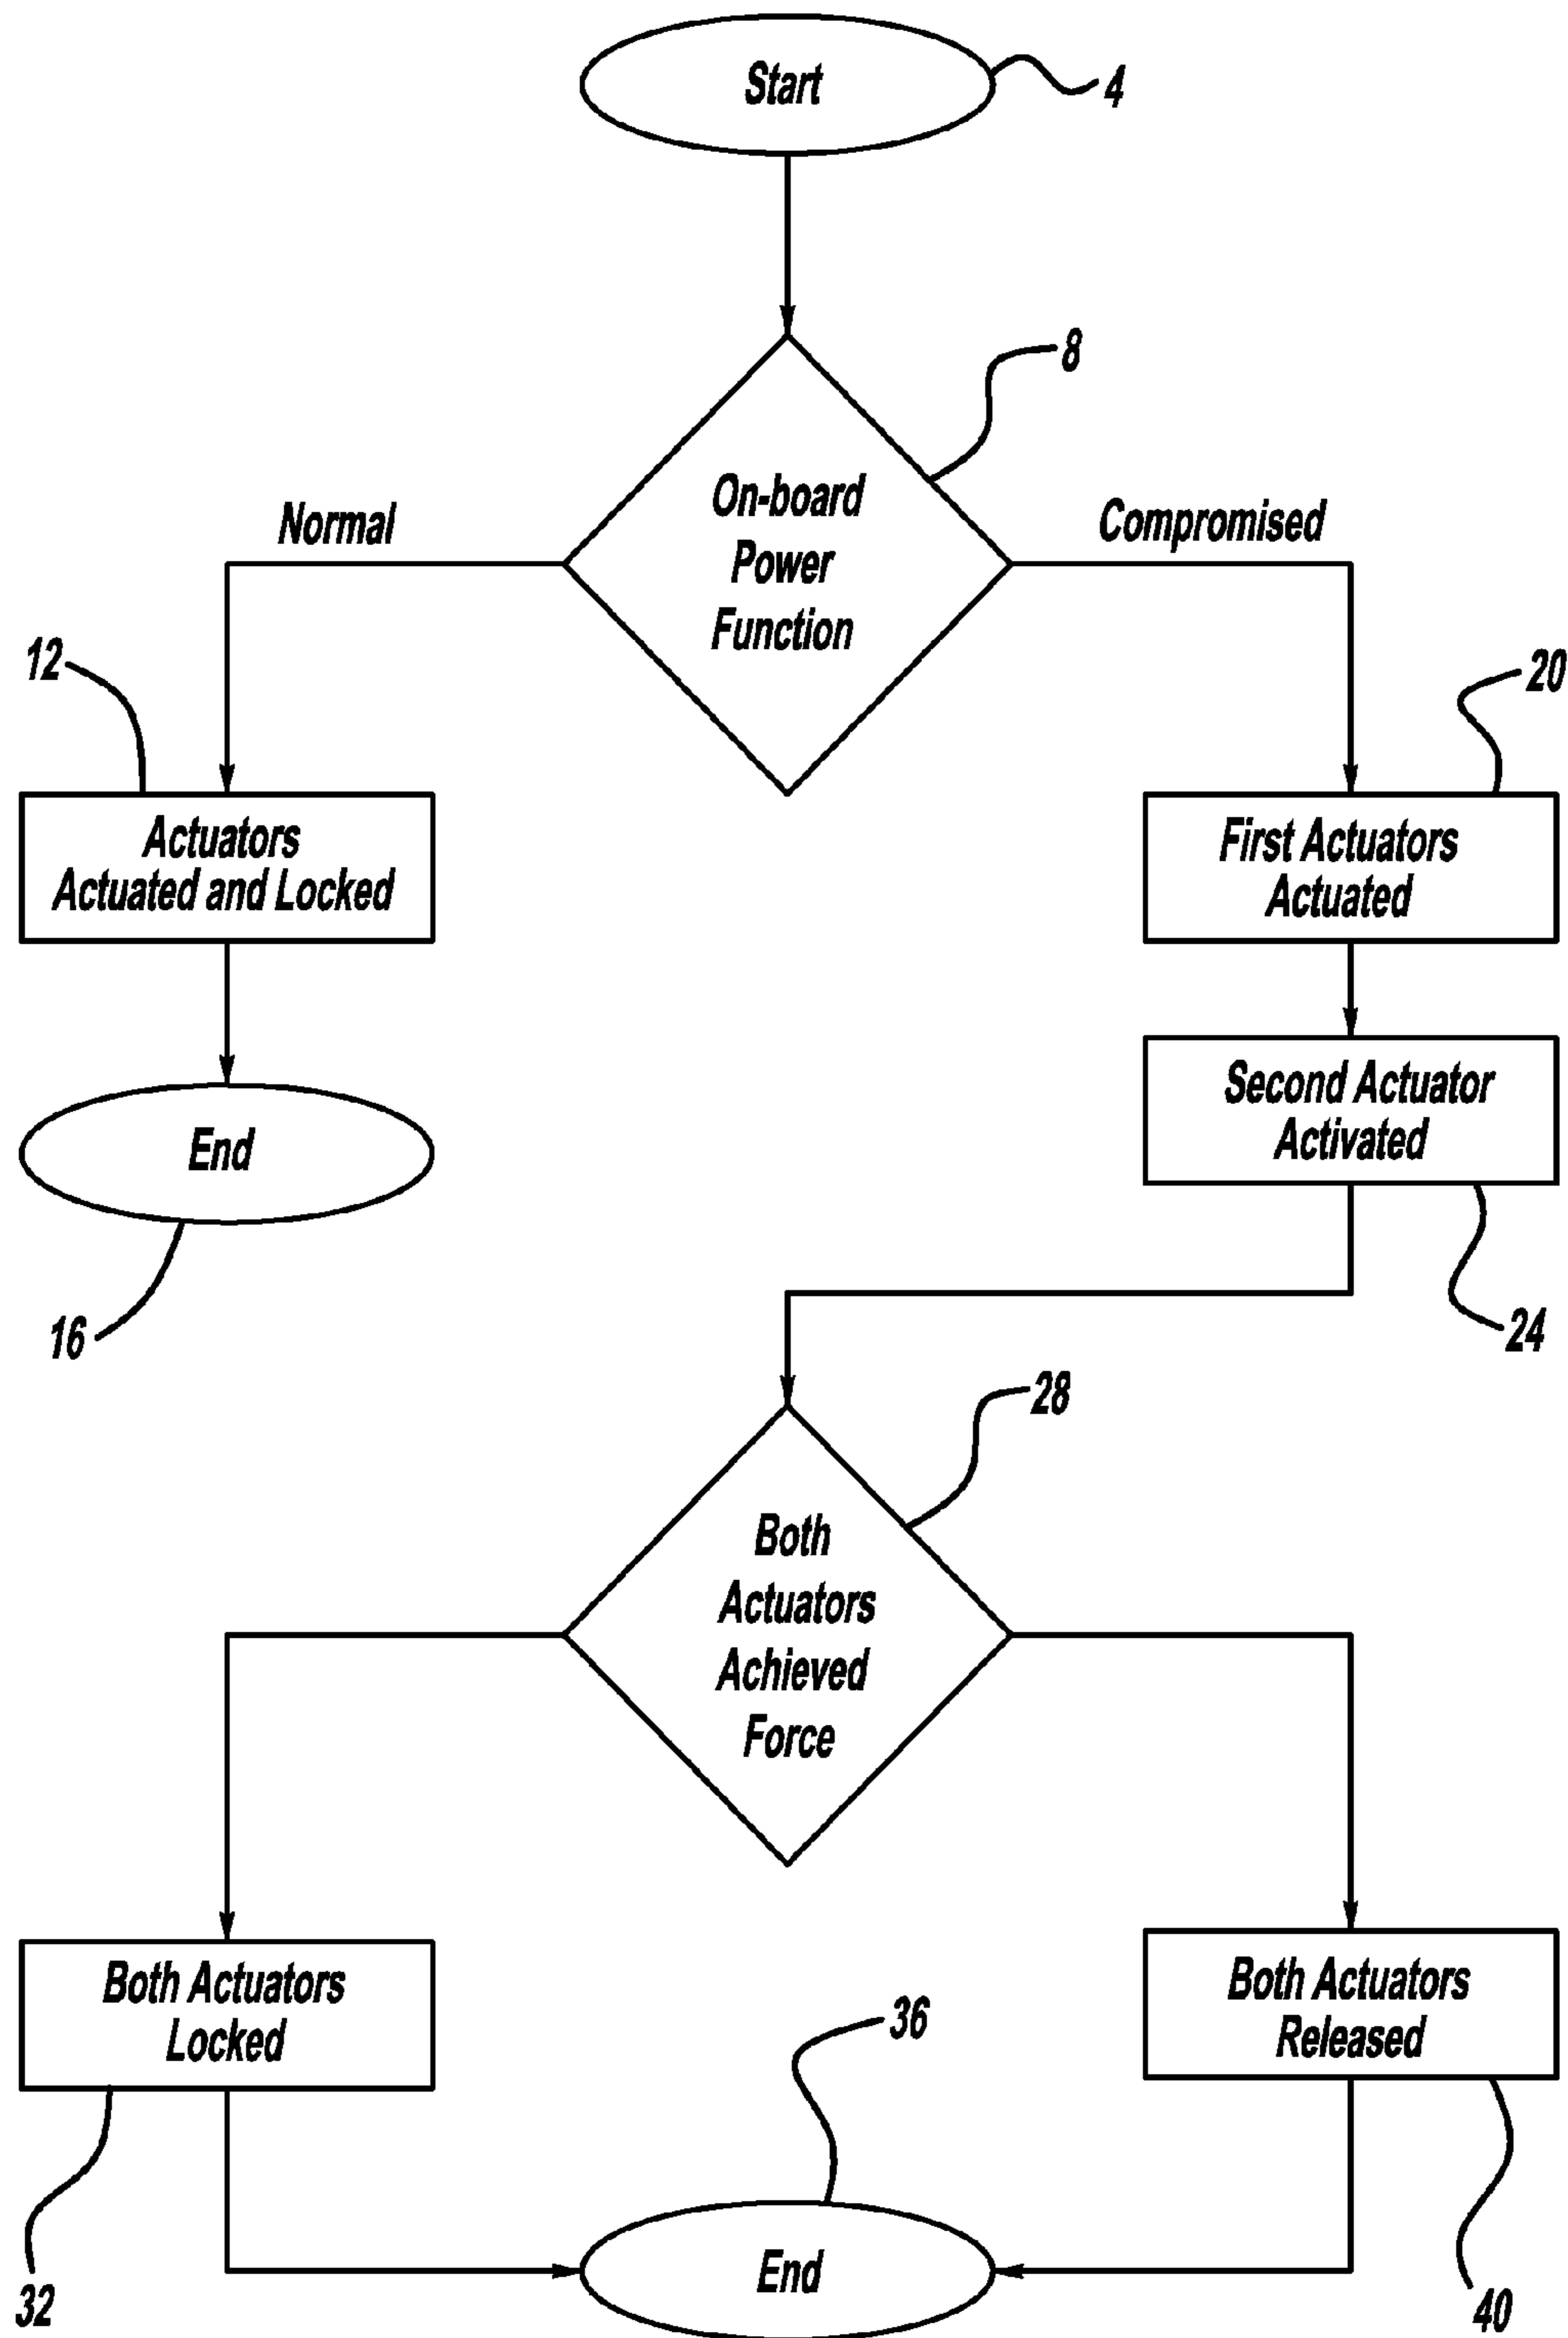 Start
4
8
On-board
Power
Function
Normal
Compromised
12
20
Actuators
Actuated and Locked
First Actuators
Actuated
Second Actuator
Activated
End
16
24
28
Both
Actuators
Achieved
Force
Both Actuators
Locked
Both Actuators
Released
36
End
32
40